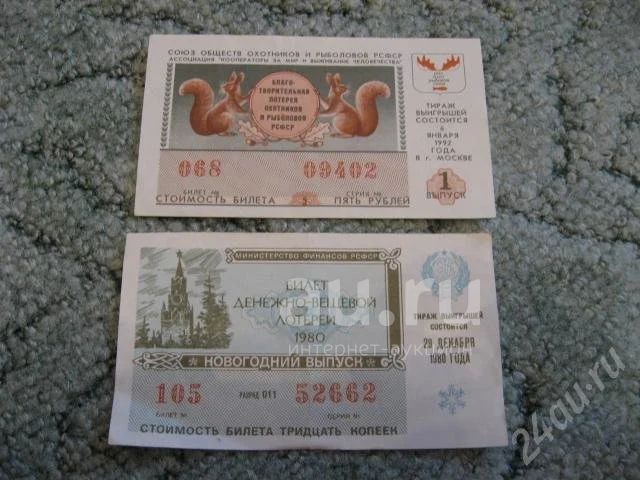 СОЮЗ ОБЩЕСТВ ОХОТНИКОВ И РЫБОЛОВОВ РСФСР
АССОЦИАЦИЯ "КООПЕРАТОРЫ ЗА МИР И ВЫЖИВАНИЕ ЧЕЛОВЕЧЕСТВА"
БЛАГО-
ТВОРИТЕЛЬНАЯ
ЛОТЕРЕЯ
ОХОТНИКОВ
И РЫБОЛОВОВ
РСФСР
068 09402
БИЛЕТ № СЕРИЯ №
СТОИМОСТЬ БИЛЕТА 5 ПЯТЬ РУБЛЕЙ
ТИРАЖ
ВЫИГРЫШЕЙ
СОСТОИТСЯ
6
ЯНВАРЯ
1992
ГОДА
В г. МОСКВЕ
1
ВЫПУСК
МИНИСТЕРСТВО ФИНАНСОВ РСФСР
БИЛЕТ
ДЕНЕЖНО-ВЕЩЕВОЙ
ЛОТЕРЕИ
1980
НОВОГОДНИЙ ВЫПУСК
105 РАЗРЯД 011 52662
БИЛЕТ № СЕРИЯ №
СТОИМОСТЬ БИЛЕТА ТРИДЦАТЬ КОПЕЕК
ТИРАЖ ВЫИГРЫШЕЙ
СОСТОИТСЯ
29 ДЕКАБРЯ
1980 ГОДА
au.ru
интернет-аукцион
24au.ru